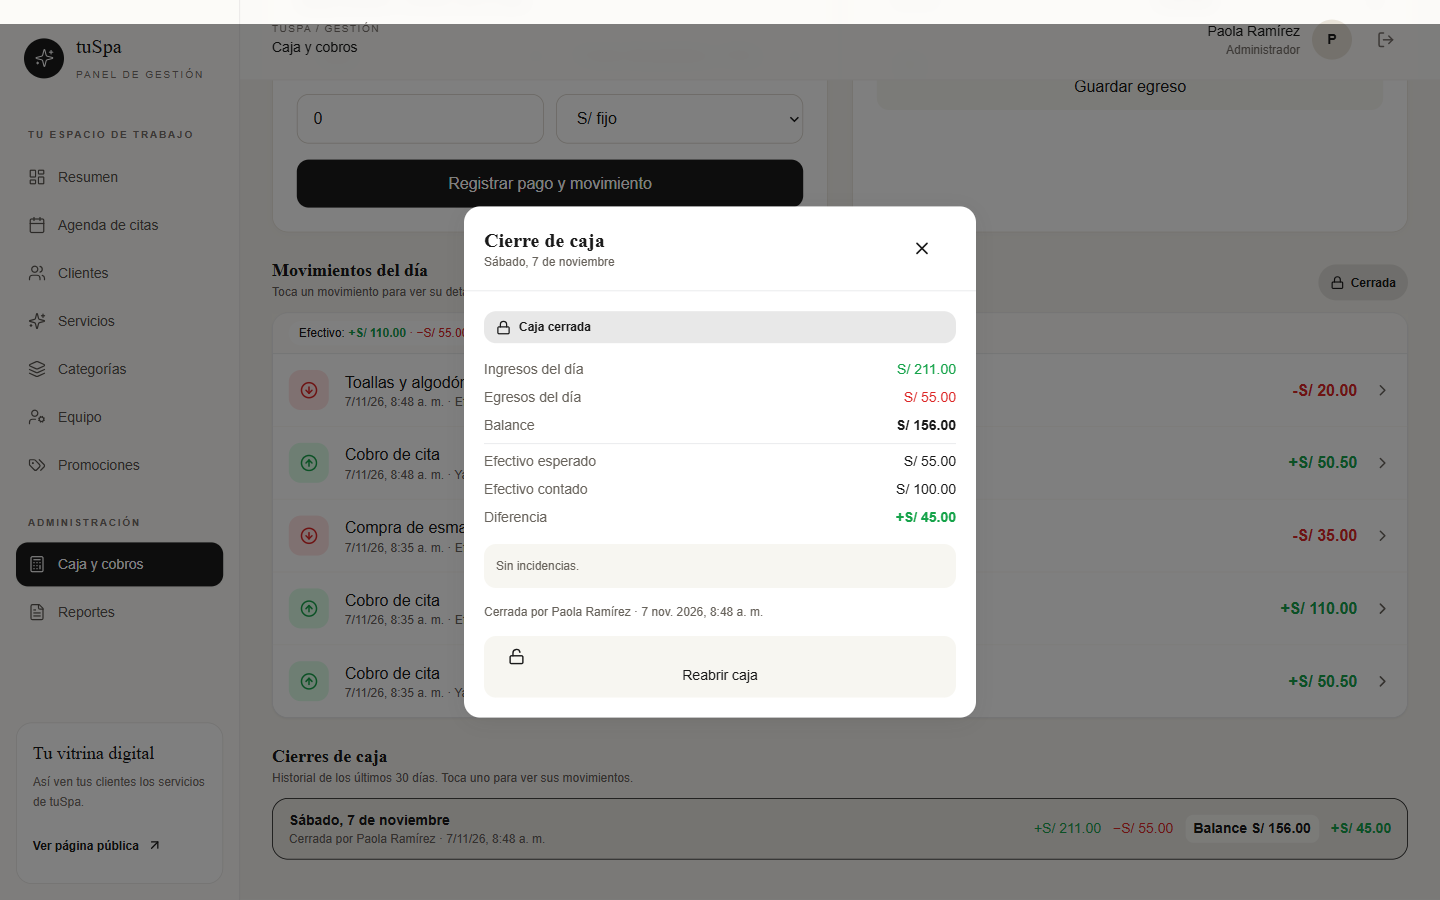 tuSpa
PANEL DE GESTIÓN
TU ESPACIO DE TRABAJO
Resumen
Agenda de citas
Clientes
Servicios
Categorías
Equipo
Promociones
ADMINISTRACIÓN
Caja y cobros
Reportes
Tu vitrina digital
Así ven tus clientes los servicios
de tuSpa.
Ver página pública
TUSPA / GESTIÓN
Caja y cobros
Paola Ramírez
Administrador
P
0
S/ fijo
Registrar pago y movimiento
Guardar egreso
Movimientos del día
Toca un movimiento para ver su deta
Cerrada
Efectivo: +S/ 110.00 · −S/ 55.00
Toallas y algodón
7/11/26, 8:48 a. m. · E
-S/ 20.00
Cobro de cita
7/11/26, 8:48 a. m. · Ya
+S/ 50.50
Compra de esma
7/11/26, 8:35 a. m. · E
-S/ 35.00
Cobro de cita
7/11/26, 8:35 a. m. · E
+S/ 110.00
Cobro de cita
7/11/26, 8:35 a. m. · Ya
+S/ 50.50
Cierre de caja
Sábado, 7 de noviembre
Caja cerrada
Ingresos del día S/ 211.00
Egresos del día S/ 55.00
Balance S/ 156.00
Efectivo esperado S/ 55.00
Efectivo contado S/ 100.00
Diferencia +S/ 45.00
Sin incidencias.
Cerrada por Paola Ramírez · 7 nov. 2026, 8:48 a. m.
Reabrir caja
Cierres de caja
Historial de los últimos 30 días. Toca uno para ver sus movimientos.
Sábado, 7 de noviembre
Cerrada por Paola Ramírez · 7/11/26, 8:48 a. m.
+S/ 211.00 −S/ 55.00 Balance S/ 156.00 +S/ 45.00